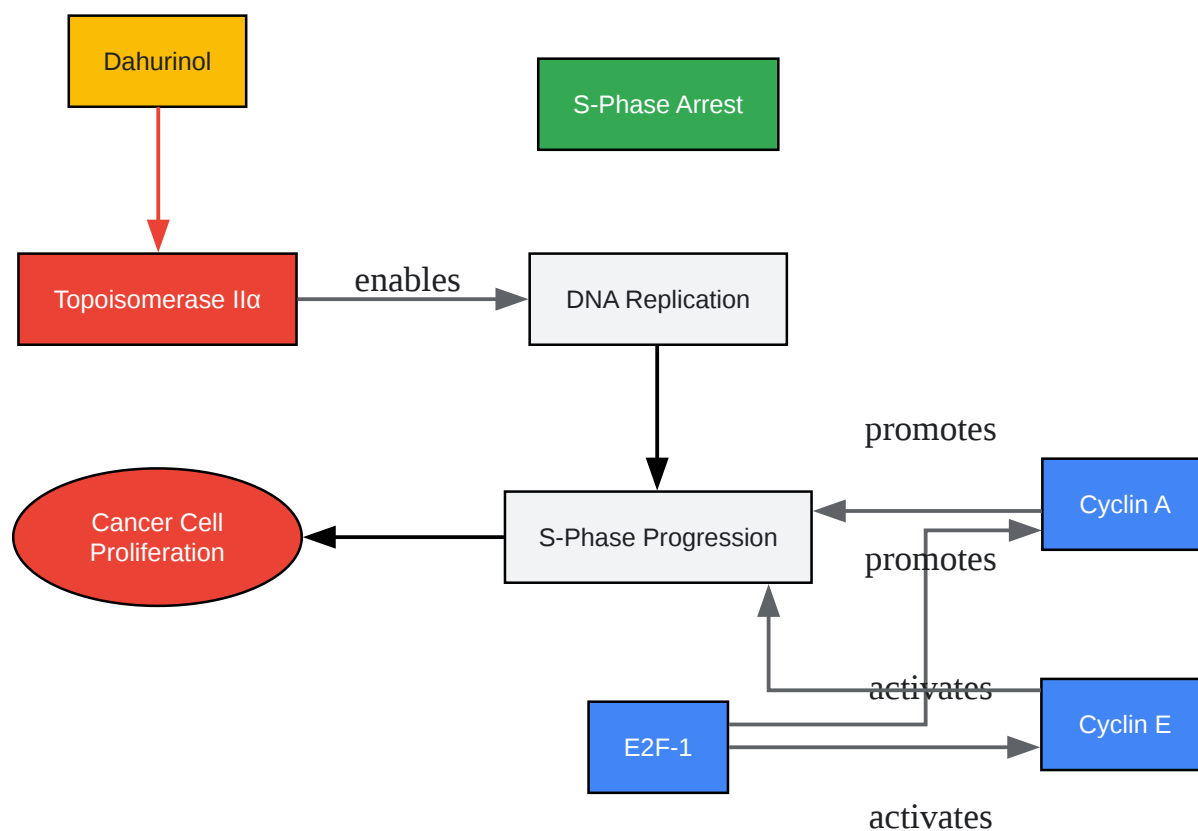 Dahurinol
S-Phase Arrest
Topoisomerase IIα
enables
DNA Replication
promotes
Cancer Cell
Proliferation
S-Phase Progression
Cyclin A
promotes
activates
E2F-1
Cyclin E
activates